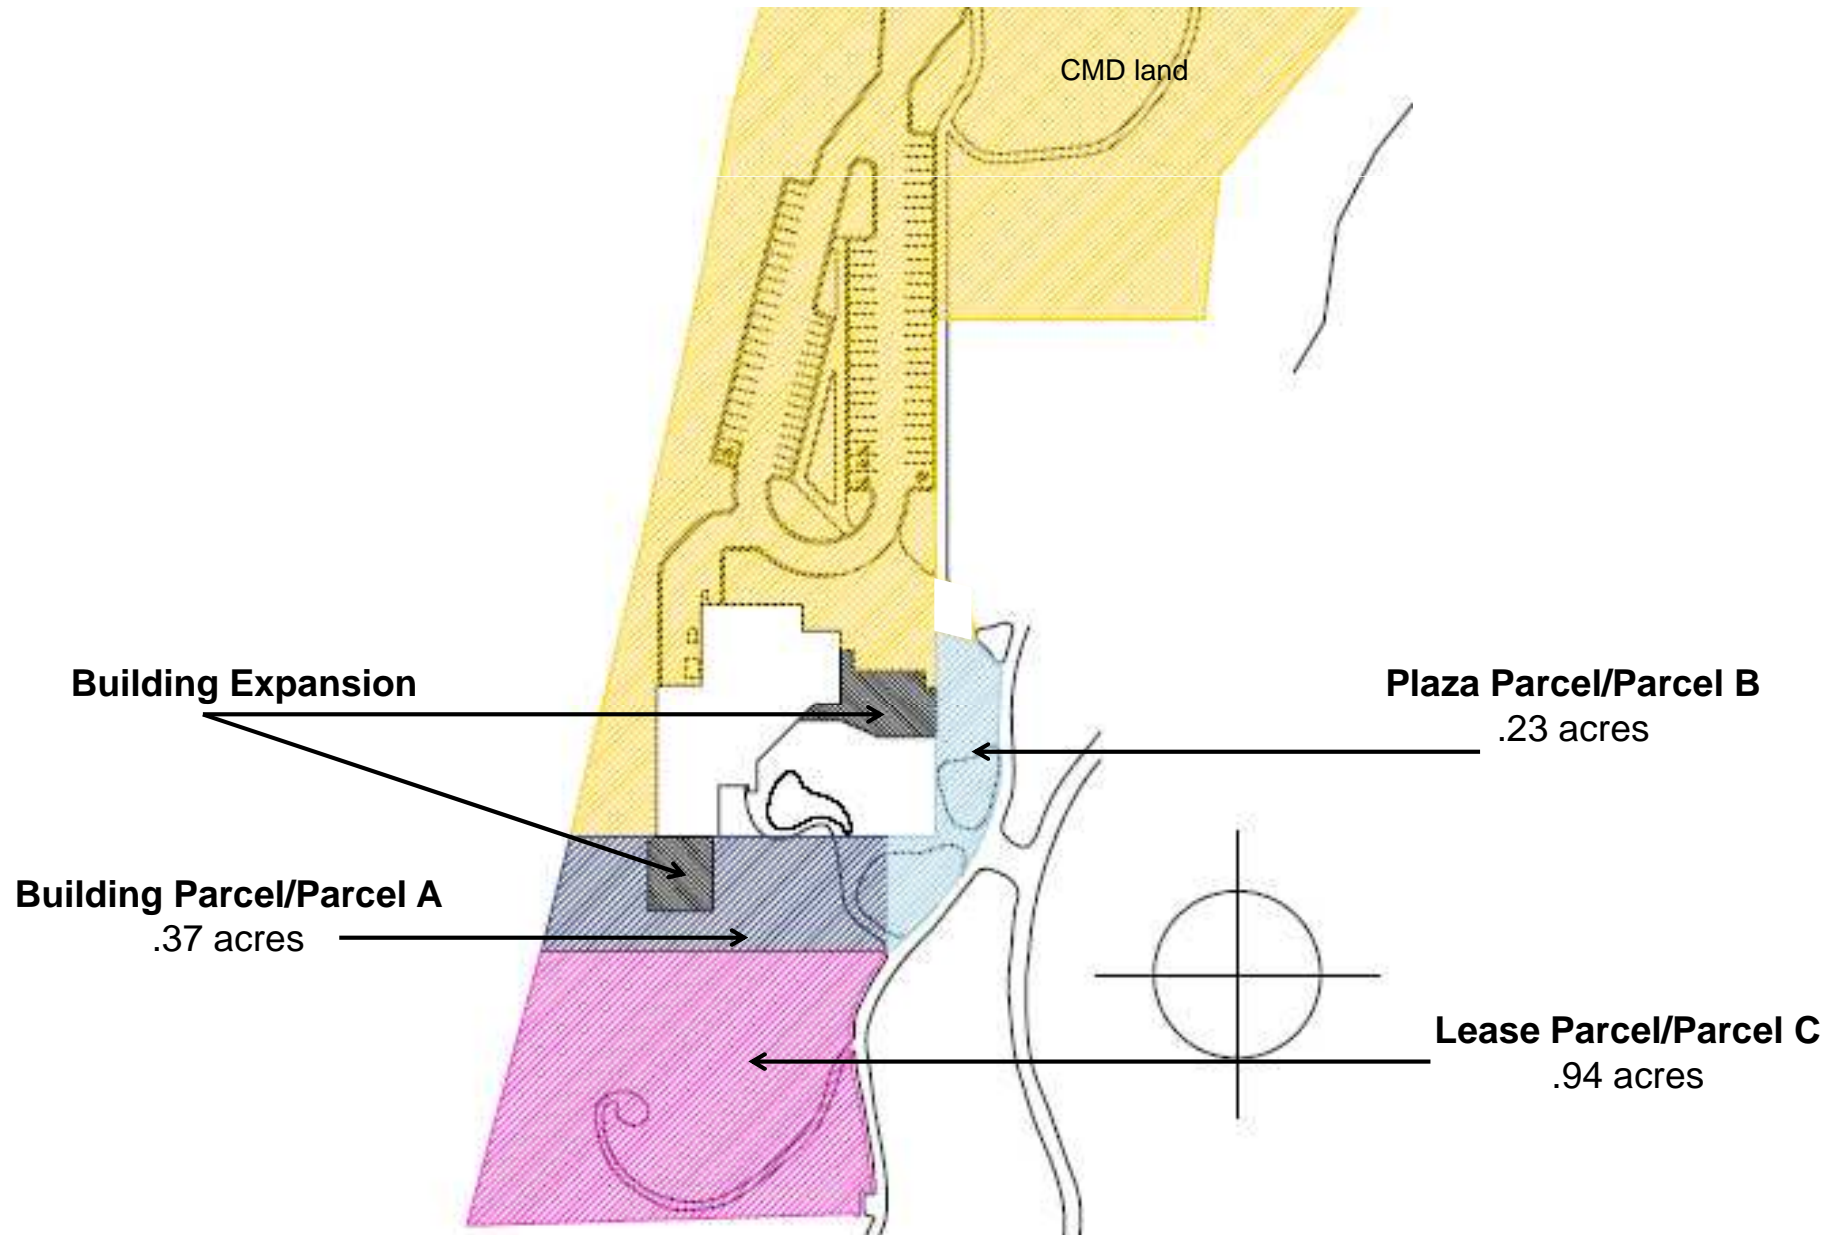 CMD land
Building Expansion
Plaza Parcel/Parcel B
.23 acres
Building Parcel/Parcel A
.37 acres
Lease Parcel/Parcel C
.94 acres